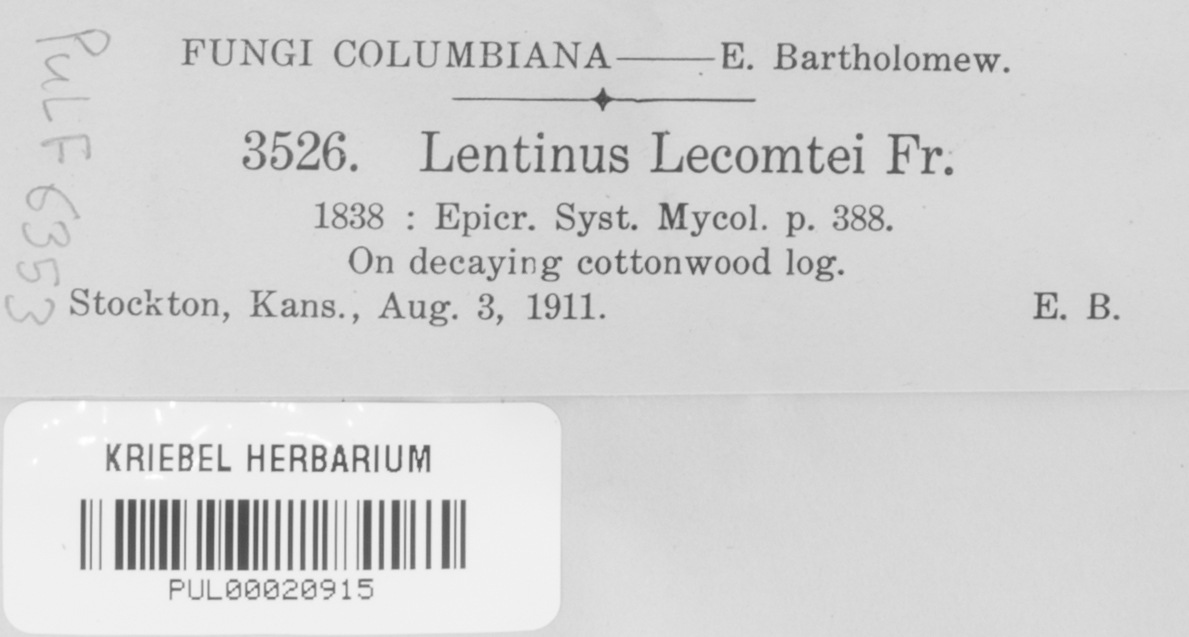 FUNGI COLUMBIANA——E. Bartholomew.
3526. Lentinus Lecomtei Fr.
1838 : Epicr. Syst. Mycol. p. 388.
On decaying cottonwood log.
Stockton, Kans., Aug. 3, 1911. E. B.
PUL F 6353
KRIEBEL HERBARIUM
PUL00020915